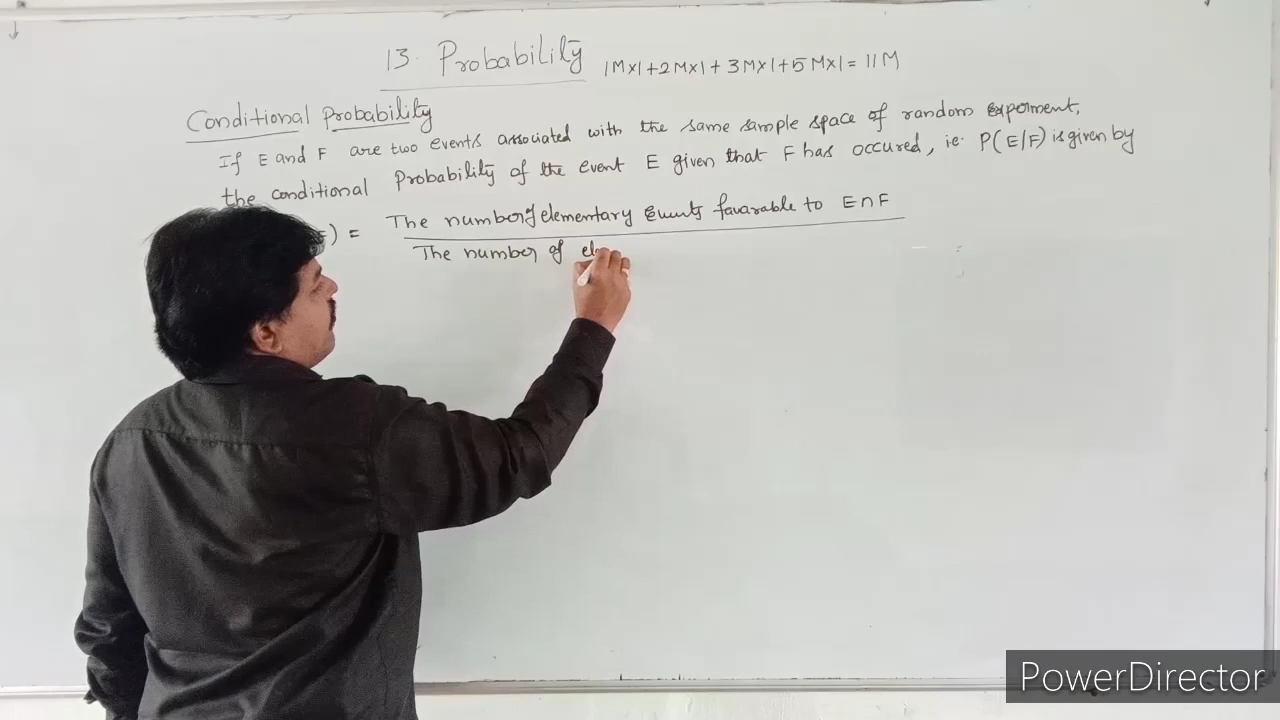 13. Probability 1Mx1+2Mx1+3Mx1+5Mx1=11M
Conditional Probability
If E and F are two events associated with the same sample space of random experiment,
the conditional Probability of the event E given that F has occured, ie. P(E/F) is given by
) = The number of elementary Events favarable to E∩F
The number of ele
PowerDirector